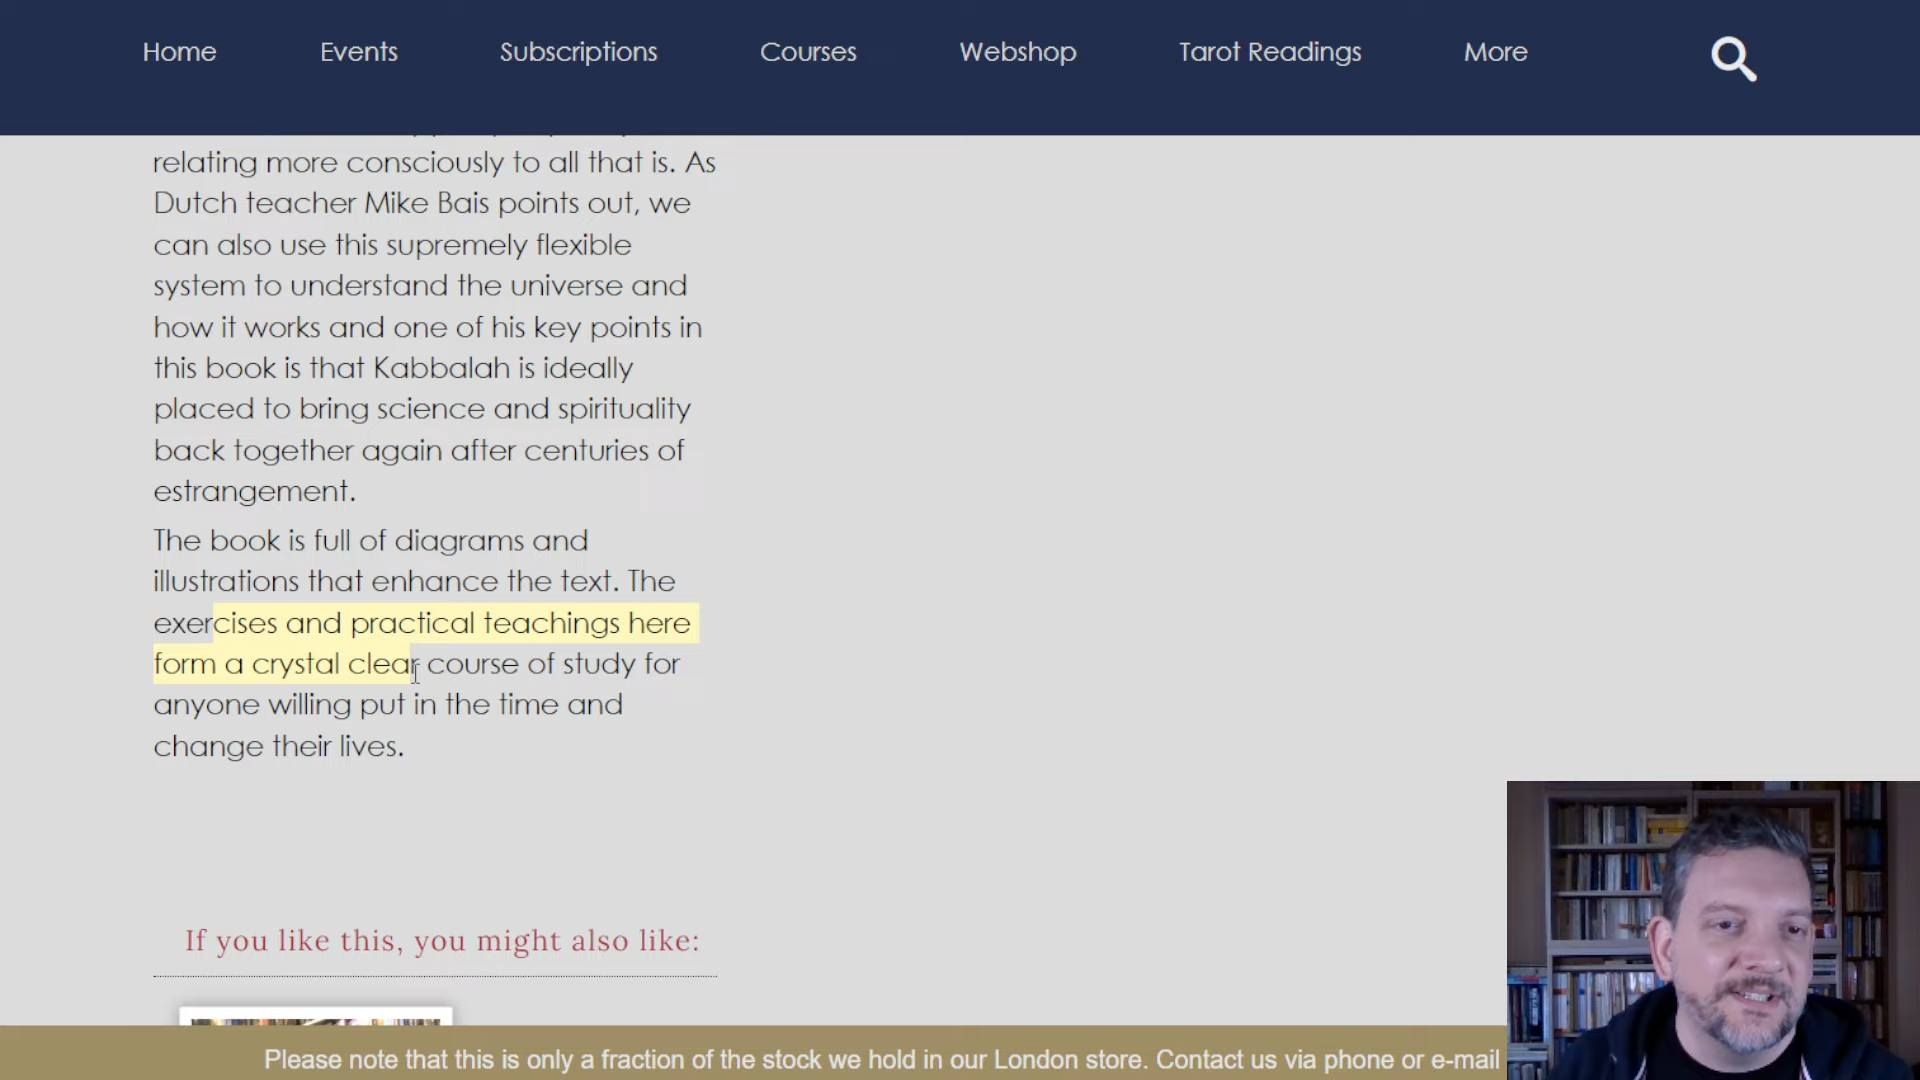 Home Events Subscriptions Courses Webshop Tarot Readings More
relating more consciously to all that is. As
Dutch teacher Mike Bais points out, we
can also use this supremely flexible
system to understand the universe and
how it works and one of his key points in
this book is that Kabbalah is ideally
placed to bring science and spirituality
back together again after centuries of
estrangement.
The book is full of diagrams and
illustrations that enhance the text. The
exercises and practical teachings here
form a crystal clear course of study for
anyone willing put in the time and
change their lives.
If you like this, you might also like:
Please note that this is only a fraction of the stock we hold in our London store. Contact us via phone or e-mail